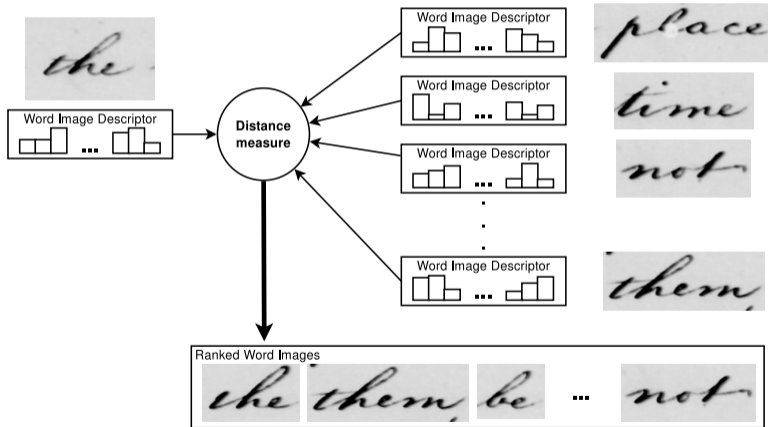 the
Word Image Descriptor
...
Distance
measure
Word Image Descriptor
...
place
Word Image Descriptor
...
time
Word Image Descriptor
...
not
Word Image Descriptor
...
them,
Ranked Word Images
the them, be ... not